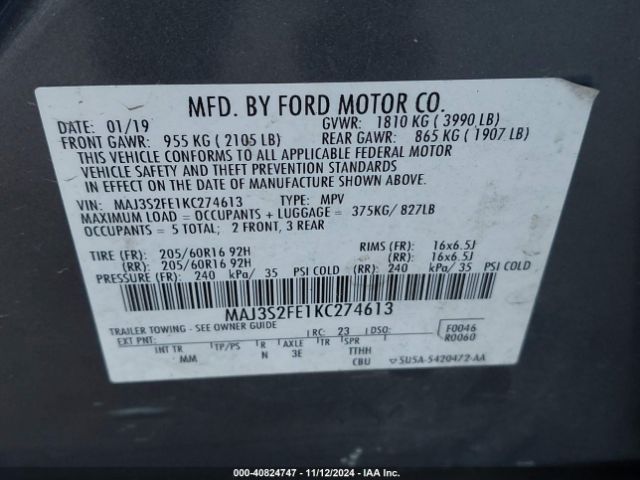 MFD. BY FORD MOTOR CO.
DATE: 01/19 GVWR: 1810 KG ( 3990 LB)
FRONT GAWR: 955 KG ( 2105 LB) REAR GAWR: 865 KG ( 1907 LB)
THIS VEHICLE CONFORMS TO ALL APPLICABLE FEDERAL MOTOR
VEHICLE SAFETY AND THEFT PREVENTION STANDARDS
IN EFFECT ON THE DATE OF MANUFACTURE SHOWN ABOVE.
VIN: MAJ3S2FE1KC274613 TYPE: MPV
MAXIMUM LOAD = OCCUPANTS + LUGGAGE = 375KG/ 827LB
OCCUPANTS = 5 TOTAL; 2 FRONT, 3 REAR
TIRE (FR): 205/60R16 92H RIMS (FR): 16x6.5J
(RR): 205/60R16 92H (RR): 16x6.5J
PRESSURE (FR): 240 kPa/ 35 PSI COLD (RR): 240 kPa/ 35 PSI COLD
MAJ3S2FE1KC274613
TRAILER TOWING - SEE OWNER GUIDE
EXT PNT: RC: 23 DSO: F0046
INT TR TP/PS R AXLE TR SPR R0060
MM N 3E TTHH
CBU 5U5A-5420472-AA
000-40824747 - 11/12/2024 - IAAI.com